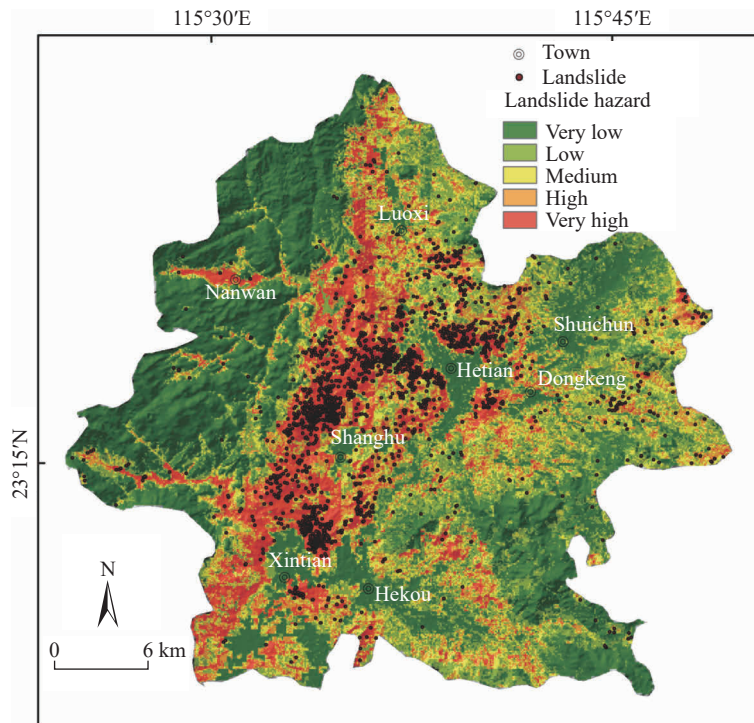 115°30′E
115°45′E
Town
Landslide
Landslide hazard
Very low
Low
Medium
High
Very high
Luoxi
Nanwan
Shuichun
Hetian
Dongkeng
Shanghu
23°15′N
Xintian
N
Hekou
0 6 km